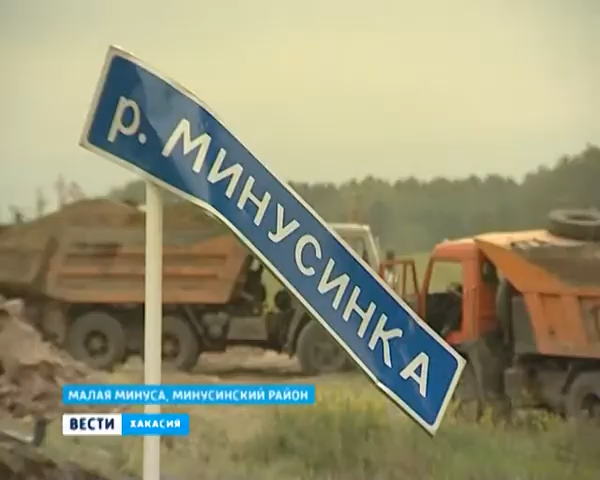 р. МИНУСИНКА
МАЛАЯ МИНУСА, МИНУСИНСКИЙ РАЙОН
ВЕСТИ ХАКАСИЯ